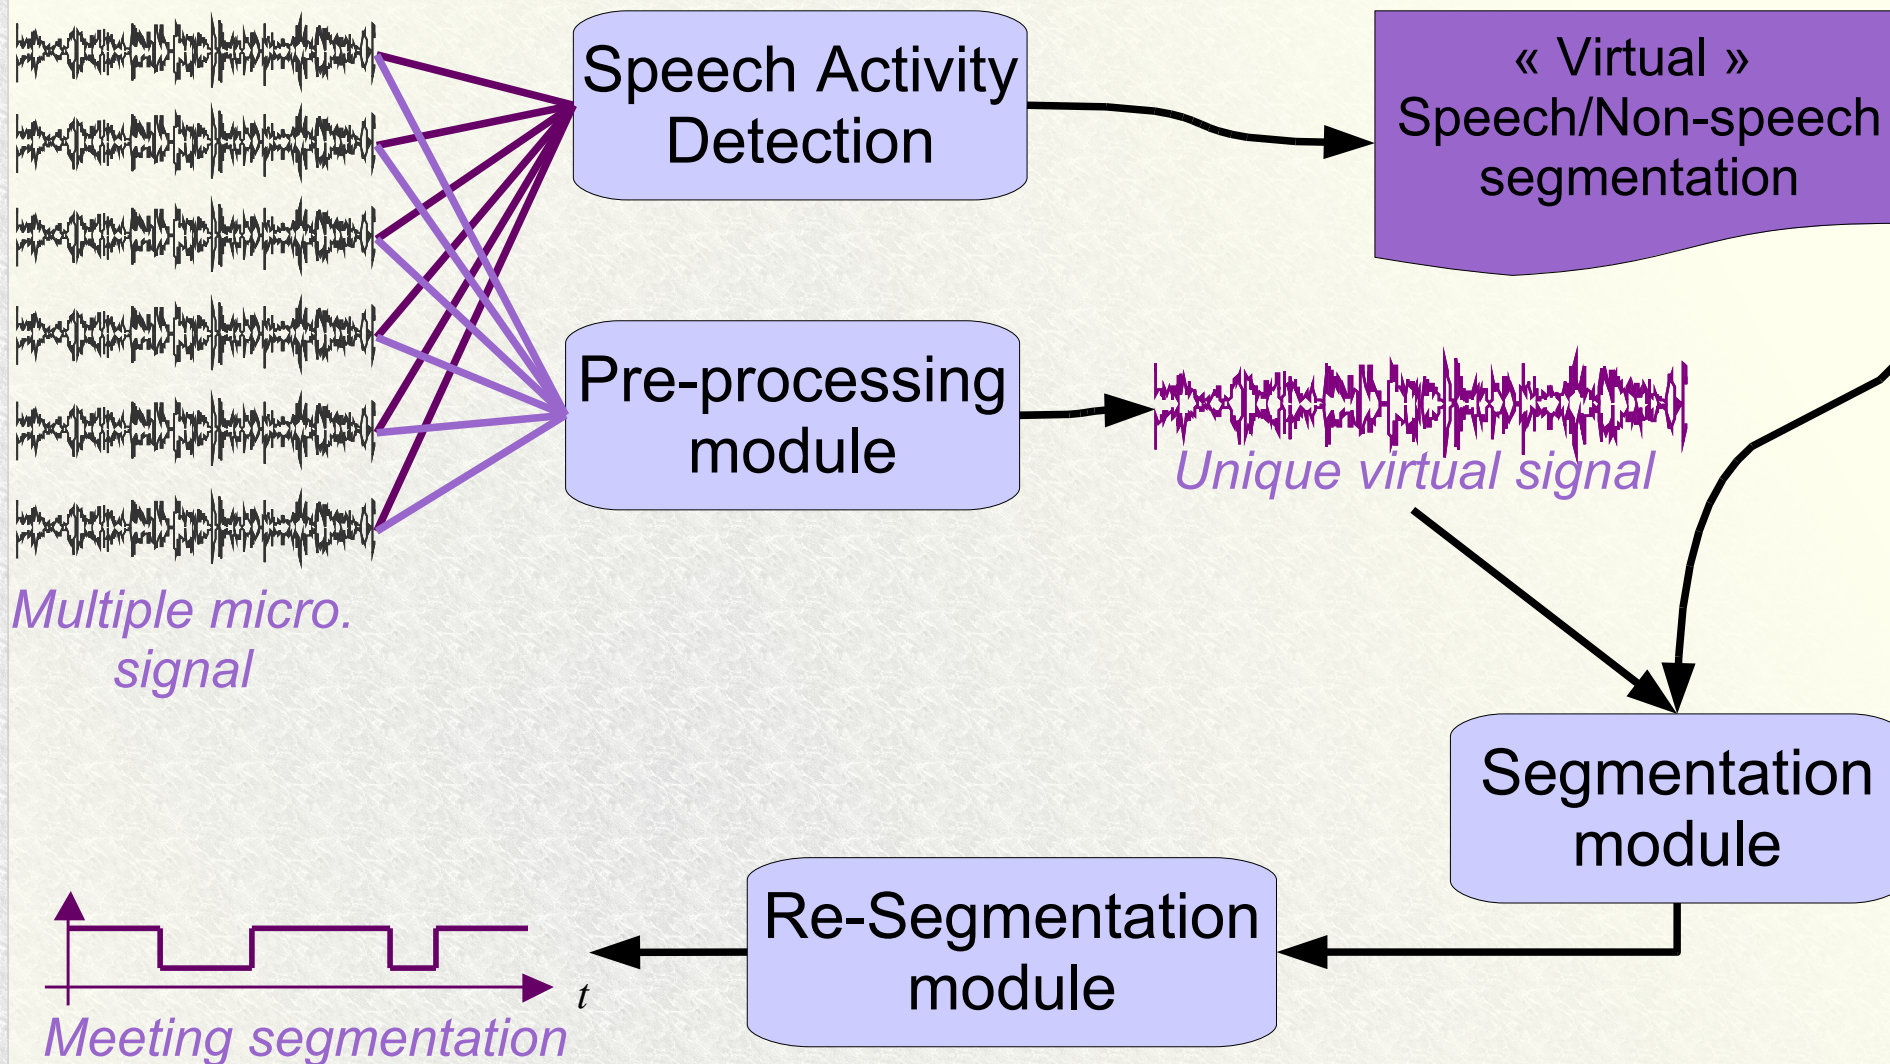 Speech Activity
Detection
« Virtual »
Speech/Non-speech
segmentation
Pre-processing
module
Unique virtual signal
Multiple micro.
signal
Segmentation
module
Re-Segmentation
module
t
Meeting segmentation